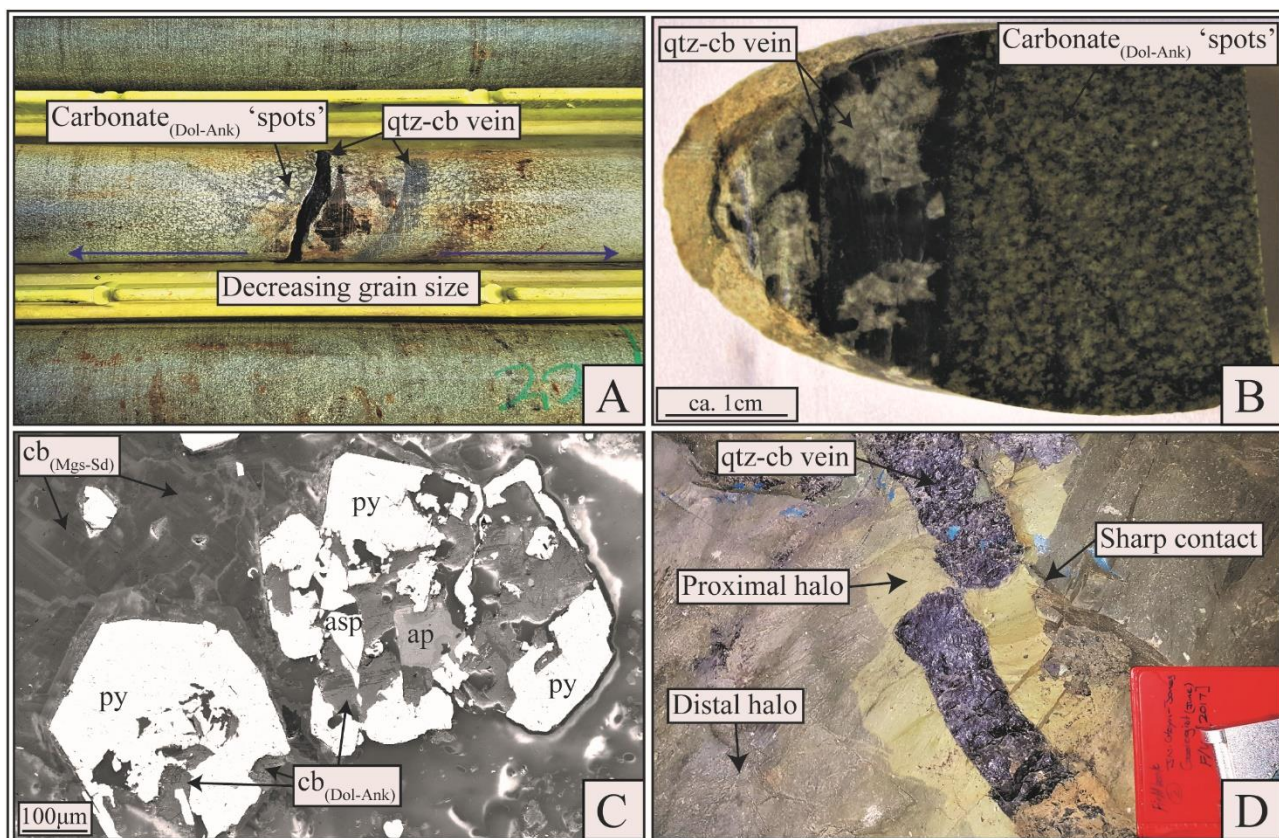 Carbonate(Dol-Ank) ‘spots’
qtz-cb vein
Decreasing grain size
22
A
qtz-cb vein
Carbonate(Dol-Ank) ‘spots’
ca. 1cm
B
cb(Mgs-Sd)
py
asp
ap
py
py
cb(Dol-Ank)
100µm
C
qtz-cb vein
Sharp contact
Proximal halo
Distal halo
[2017]
D